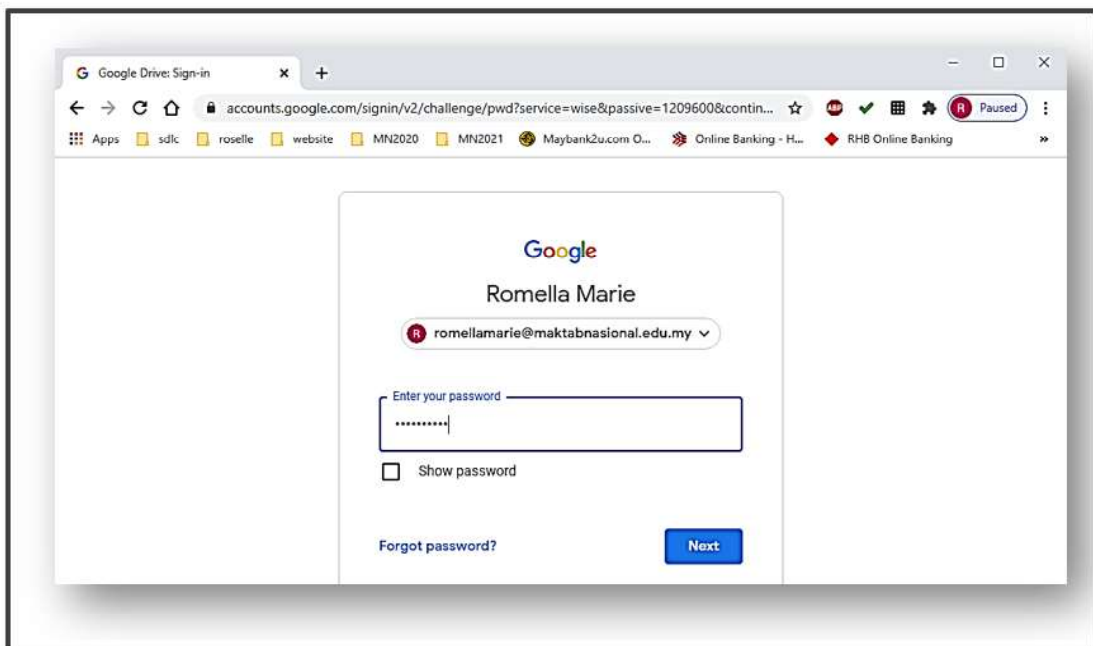 Google Drive: Sign-in
accounts.google.com/signin/v2/challenge/pwd?service=wise&passive=1209600&contin... R Paused
Apps sdlc roselle website MN2020 MN2021 Maybank2u.com O... Online Banking - H... RHB Online Banking »
Google
Romella Marie
R romellamarie@maktabnasional.edu.my
Enter your password
••••••••••
Show password
Forgot password? Next